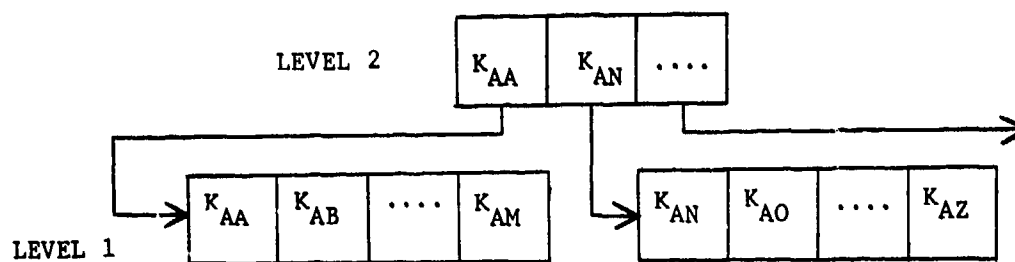 LEVEL 2 K_AA K_AN ....
K_AA K_AB .... K_AM K_AN K_AO .... K_AZ
LEVEL 1